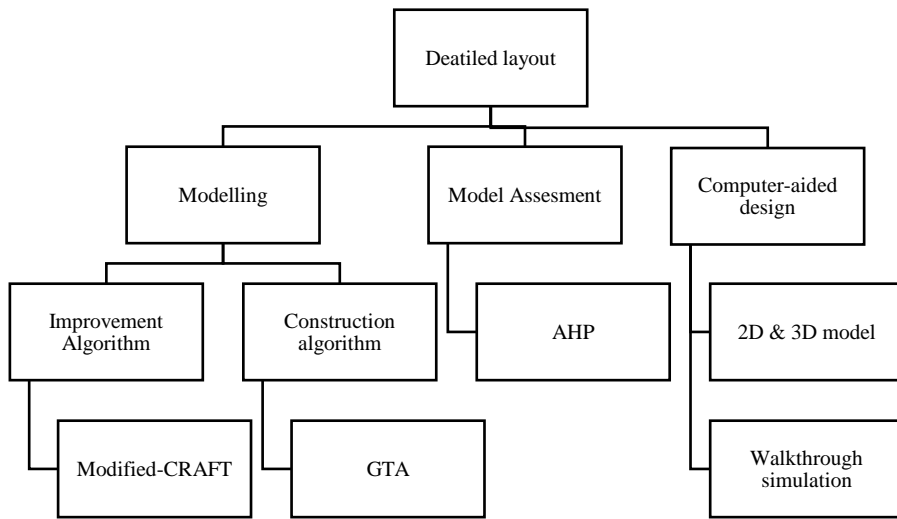 Deatiled layout
Modelling
Model Assesment
Computer-aided
design
Improvement
Algorithm
Construction
algorithm
AHP
2D & 3D model
Modified-CRAFT
GTA
Walkthrough
simulation